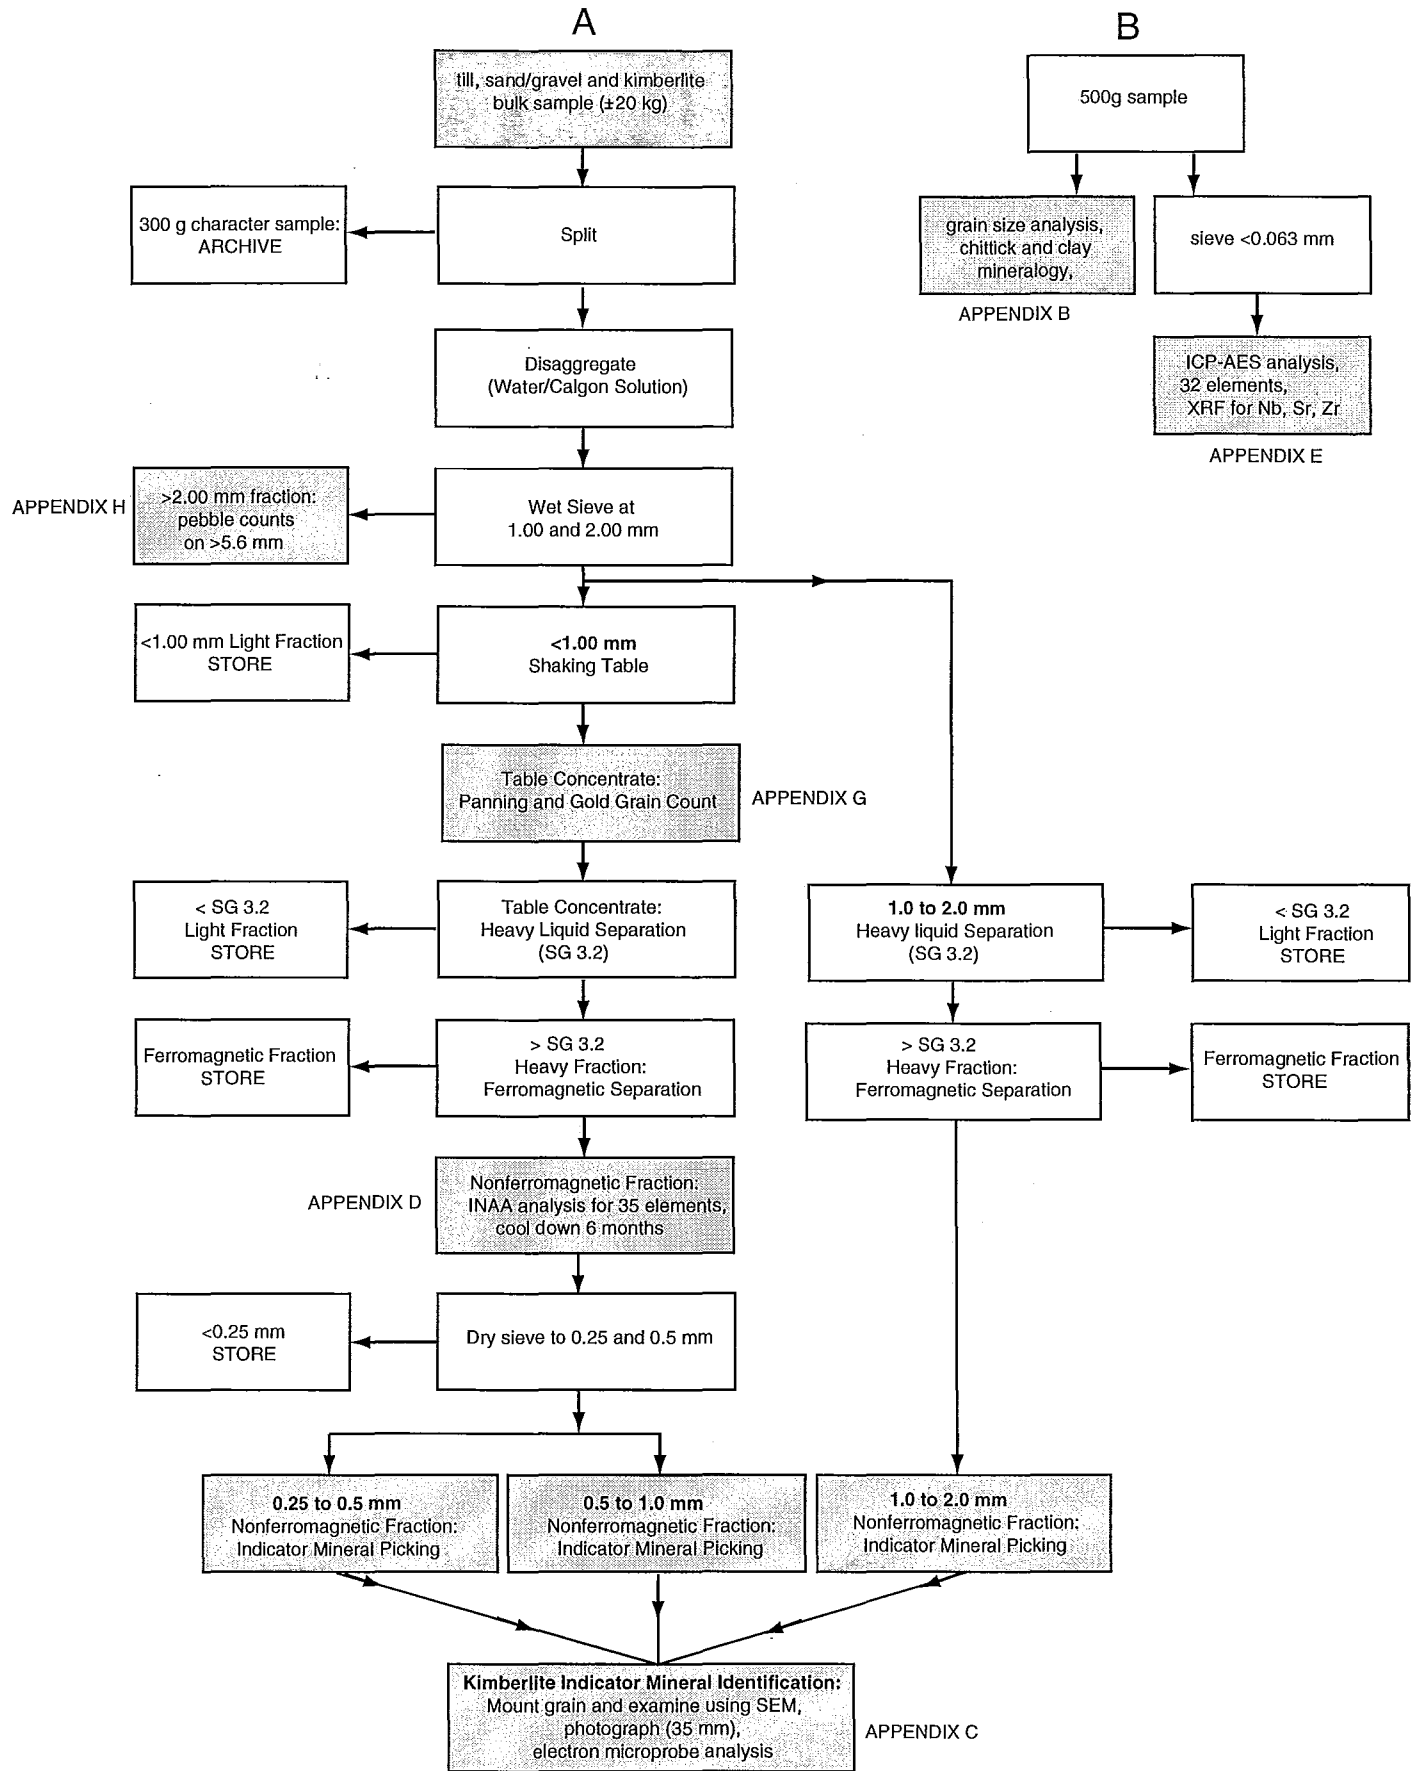 A
till, sand/gravel and kimberlite
bulk sample (±20 kg)
B
500g sample
300 g character sample:
ARCHIVE
Split
grain size analysis,
chittick and clay
mineralogy,
APPENDIX B
sieve <0.063 mm
Disaggregate
(Water/Calgon Solution)
ICP-AES analysis,
32 elements,
XRF for Nb, Sr, Zr
APPENDIX E
APPENDIX H
>2.00 mm fraction:
pebble counts
on >5.6 mm
Wet Sieve at
1.00 and 2.00 mm
<1.00 mm Light Fraction
STORE
<1.00 mm
Shaking Table
Table Concentrate:
Panning and Gold Grain Count
APPENDIX G
< SG 3.2
Light Fraction
STORE
Table Concentrate:
Heavy Liquid Separation
(SG 3.2)
1.0 to 2.0 mm
Heavy liquid Separation
(SG 3.2)
< SG 3.2
Light Fraction
STORE
Ferromagnetic Fraction
STORE
> SG 3.2
Heavy Fraction:
Ferromagnetic Separation
> SG 3.2
Heavy Fraction:
Ferromagnetic Separation
Ferromagnetic Fraction
STORE
APPENDIX D
Nonferromagnetic Fraction:
INAA analysis for 35 elements,
cool down 6 months
<0.25 mm
STORE
Dry sieve to 0.25 and 0.5 mm
0.25 to 0.5 mm
Nonferromagnetic Fraction:
Indicator Mineral Picking
0.5 to 1.0 mm
Nonferromagnetic Fraction:
Indicator Mineral Picking
1.0 to 2.0 mm
Nonferromagnetic Fraction:
Indicator Mineral Picking
Kimberlite Indicator Mineral Identification:
Mount grain and examine using SEM,
photograph (35 mm),
electron microprobe analysis
APPENDIX C